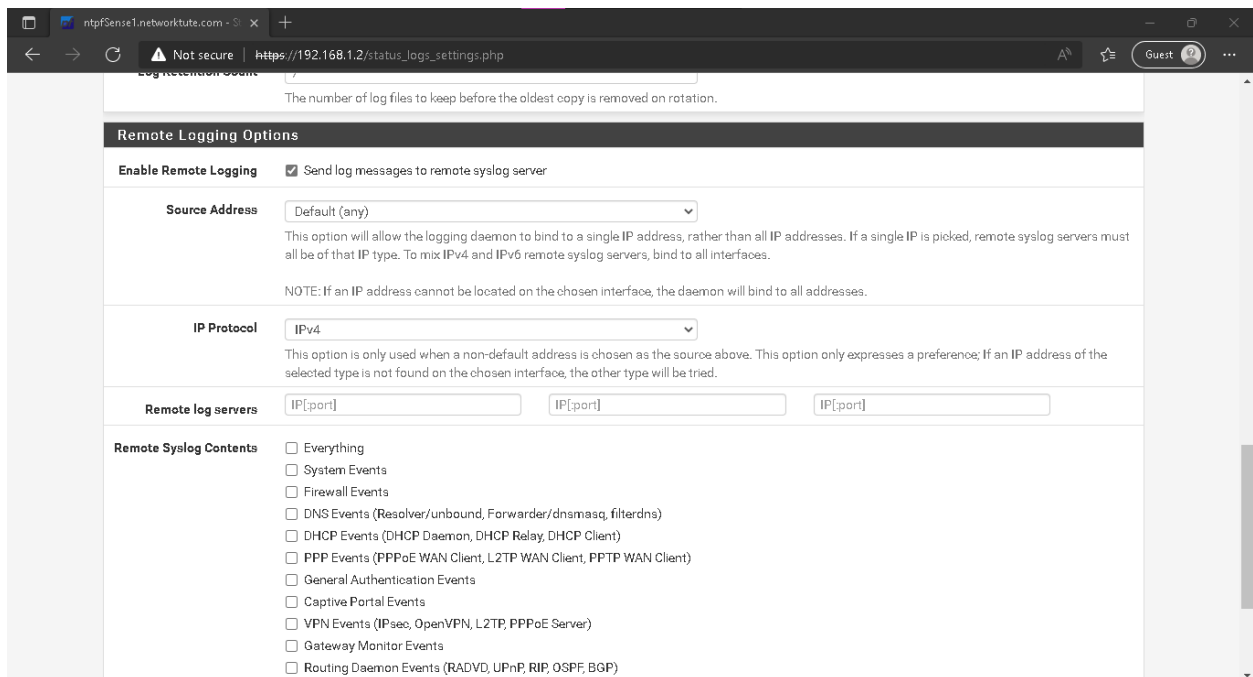 ntpfSense1.networktute.com - S
Not secure
https://192.168.1.2/status_logs_settings.php
Guest
Log Retention Count
The number of log files to keep before the oldest copy is removed on rotation.
Remote Logging Options
Enable Remote Logging
Send log messages to remote syslog server
Source Address
Default (any)
This option will allow the logging daemon to bind to a single IP address, rather than all IP addresses. If a single IP is picked, remote syslog servers must
all be of that IP type. To mix IPv4 and IPv6 remote syslog servers, bind to all interfaces.
NOTE: If an IP address cannot be located on the chosen interface, the daemon will bind to all addresses.
IP Protocol
IPv4
This option is only used when a non-default address is chosen as the source above. This option only expresses a preference; If an IP address of the
selected type is not found on the chosen interface, the other type will be tried.
Remote log servers
IP[:port]
IP[:port]
IP[:port]
Remote Syslog Contents
Everything
System Events
Firewall Events
DNS Events (Resolver/unbound, Forwarder/dnsmasq, filterdns)
DHCP Events (DHCP Daemon, DHCP Relay, DHCP Client)
PPP Events (PPPoE WAN Client, L2TP WAN Client, PPTP WAN Client)
General Authentication Events
Captive Portal Events
VPN Events (IPsec, OpenVPN, L2TP, PPPoE Server)
Gateway Monitor Events
Routing Daemon Events (RADVD, UPnP, RIP, OSPF, BGP)